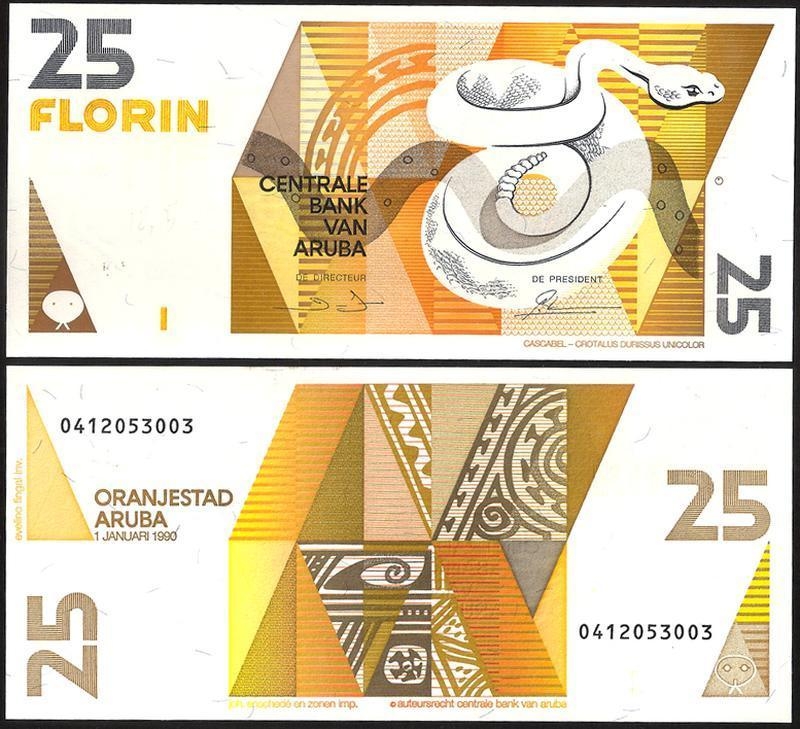 25
FLORIN
CENTRALE
BANK
VAN
ARUBA
DE DIRECTEUR
DE PRESIDENT
25
CASCABEL – CROTALUS DURISSUS UNICOLOR
0412053003
evelino fingal inv.
ORANJESTAD
ARUBA
1 JANUARI 1990
25
25
0412053003
joh. enschedé en zonen imp.
© auteursrecht centrale bank van aruba